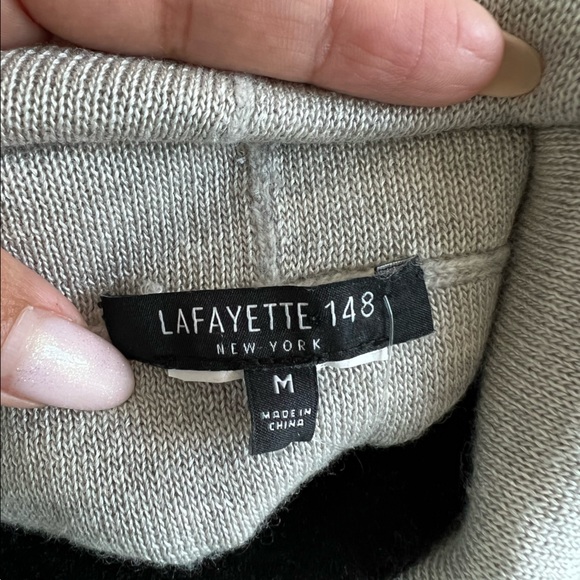 LAFAYETTE 148
NEW YORK
M
MADE IN
CHINA